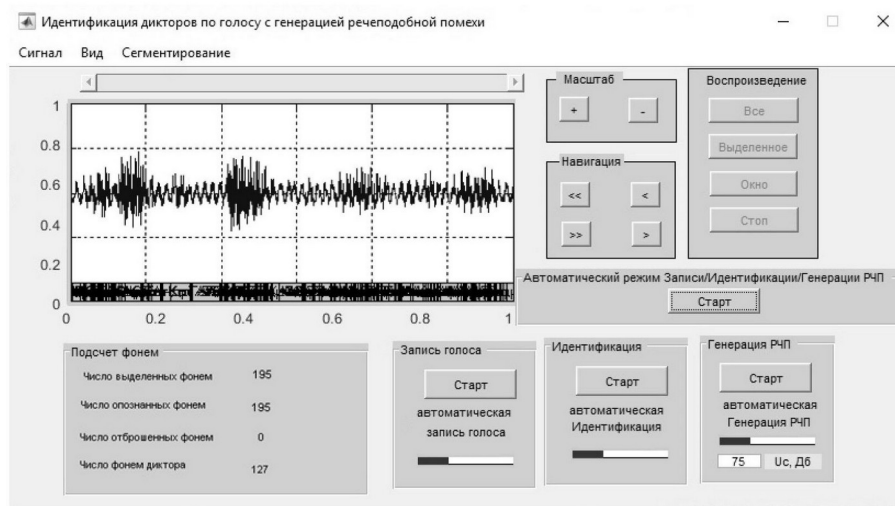 Идентификация дикторов по голосу с генерацией речеподобной помехи
Сигнал Вид Сегментирование
1
0.8
0.6
0.4
0.2
0
0 0.2 0.4 0.6 0.8 1
Масштаб
+ -
Навигация
<< <
>> >
Воспроизведение
Все
Выделенное
Окно
Стоп
Автоматический режим Записи/Идентификации/Генерации РЧП
Старт
Подсчет фонем
Число выделенных фонем 195
Число опознанных фонем 195
Число отброшенных фонем 0
Число фонем диктора 127
Запись голоса
Старт
автоматическая
запись голоса
Идентификация
Старт
автоматическая
Идентификация
Генерация РЧП
Старт
автоматическая
Генерация РЧП
75 Uc, Дб